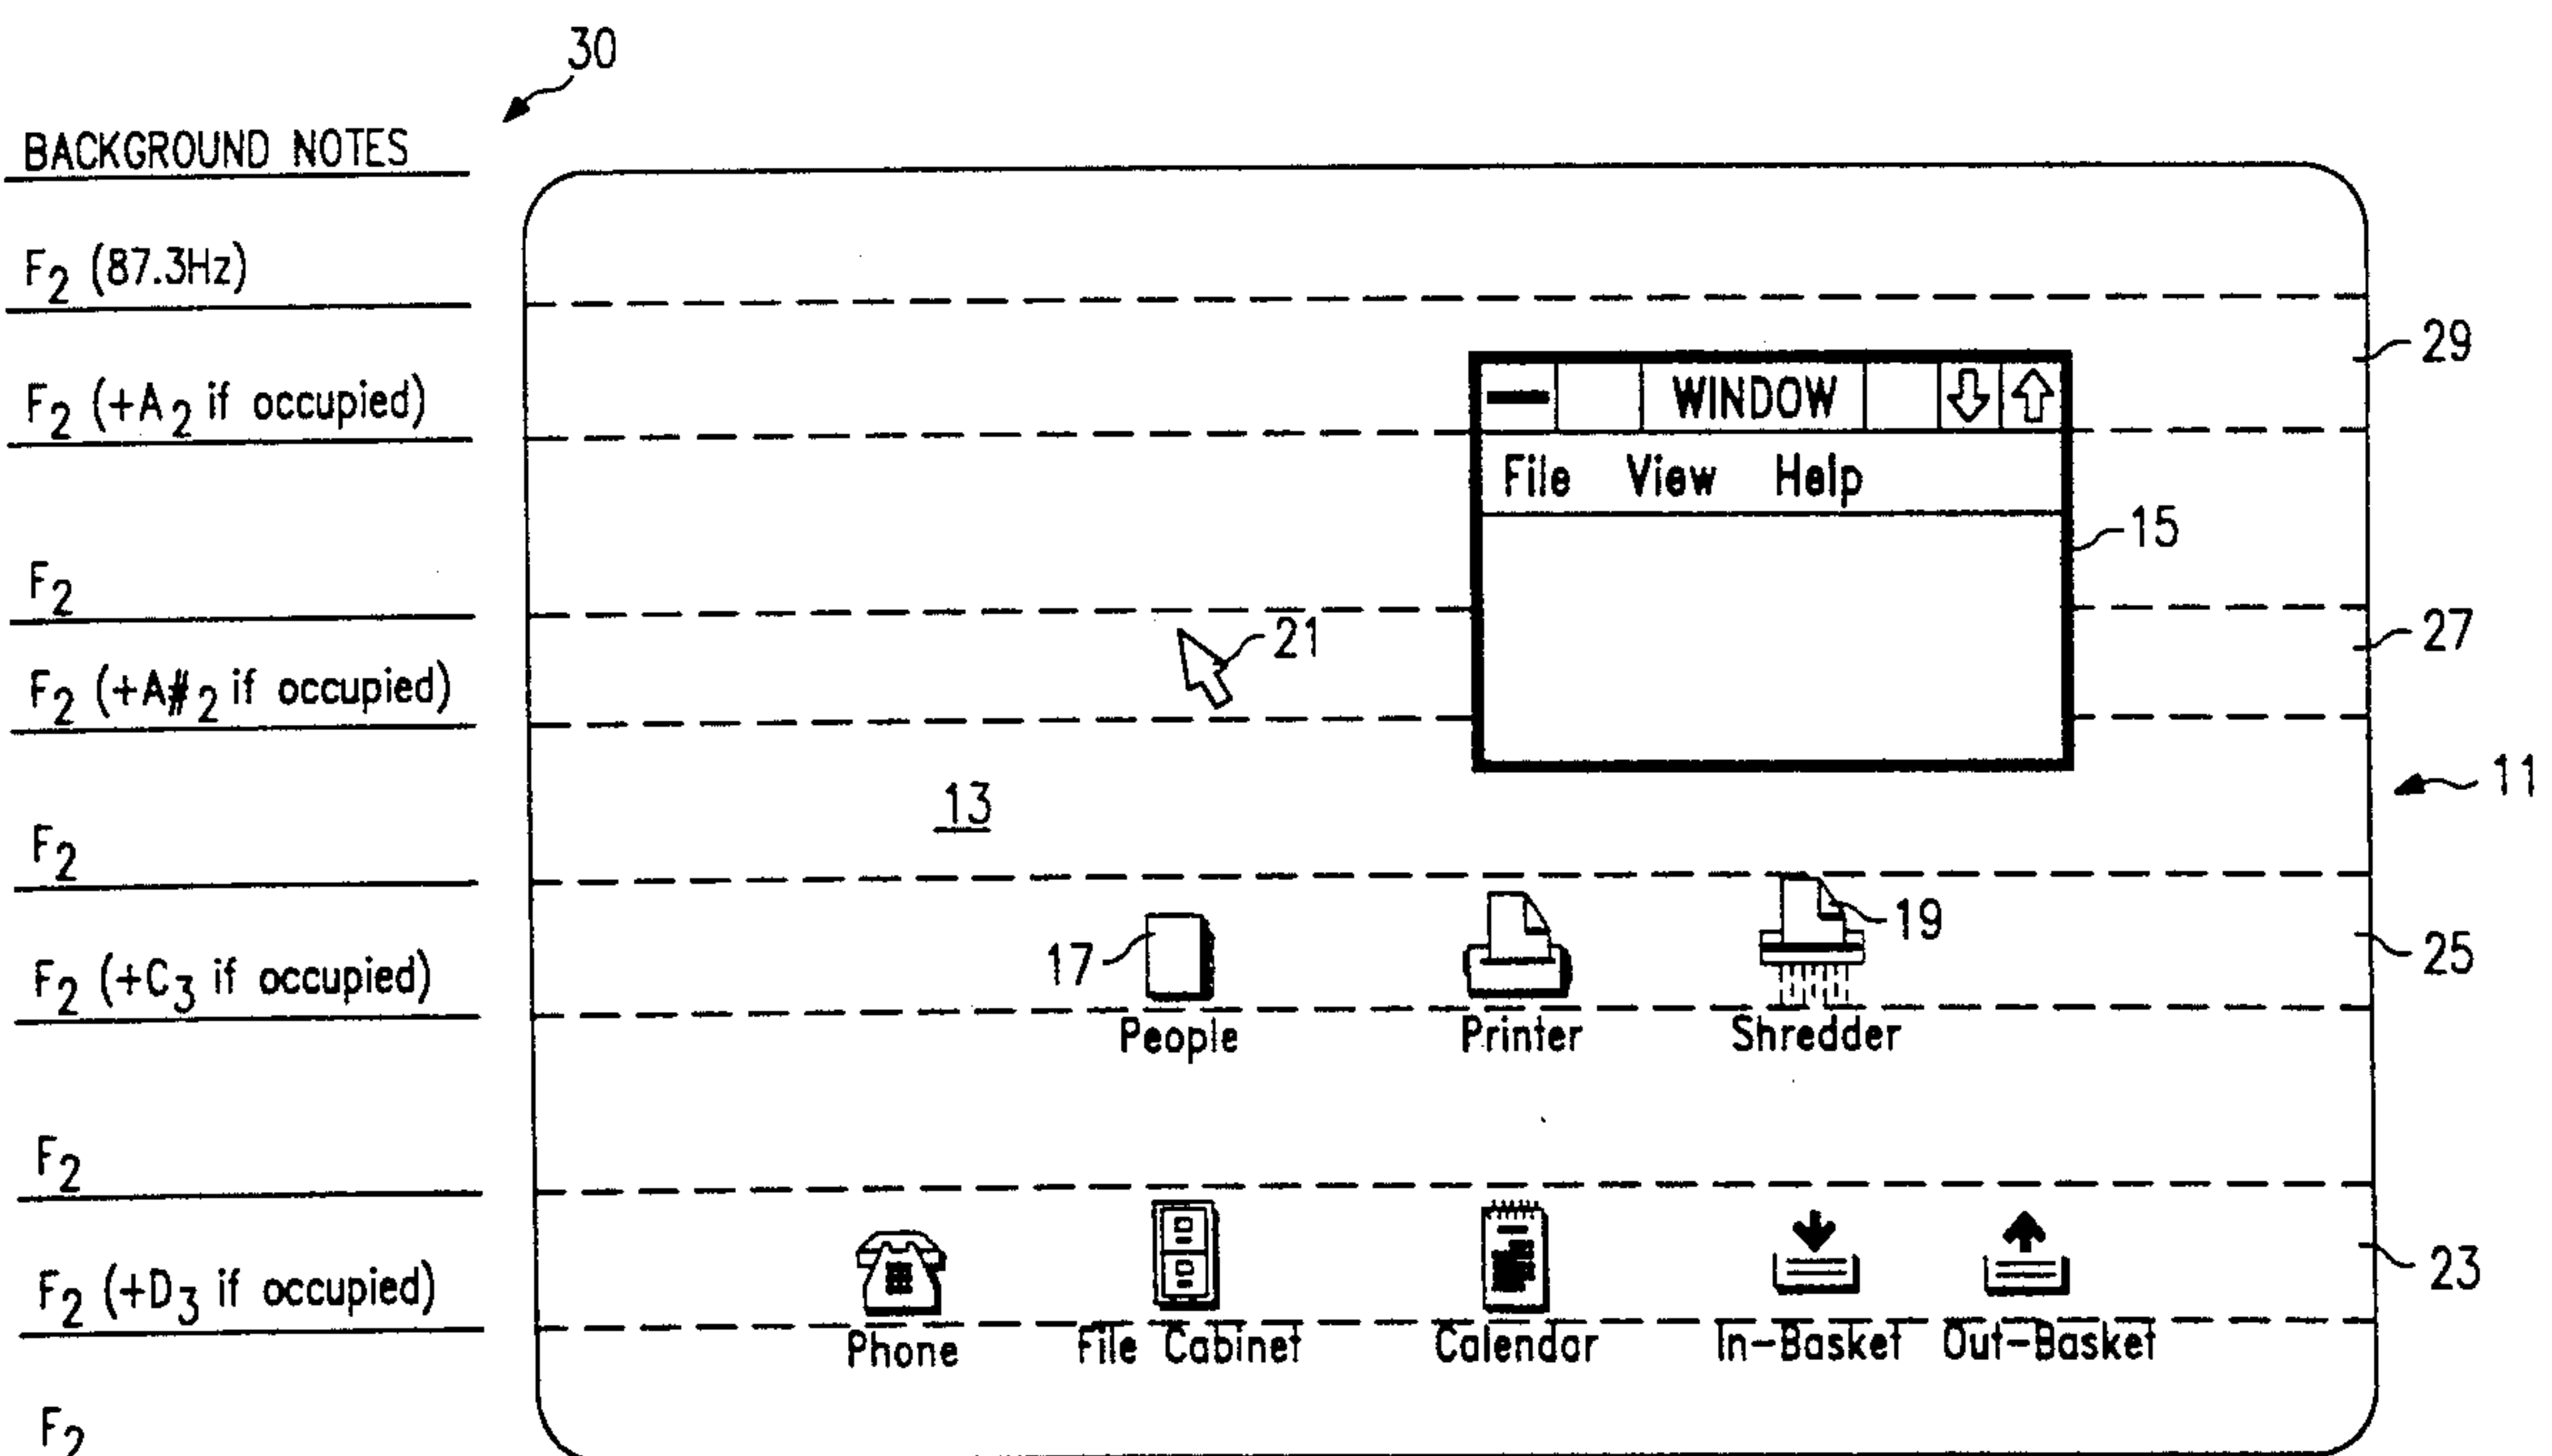 30
BACKGROUND NOTES
F2 (87.3Hz)
29
F2 (+A2 if occupied)
WINDOW
File View Help
15
F2
21
27
F2 (+A#2 if occupied)
11
13
F2
19
17
25
F2 (+C3 if occupied)
People Printer Shredder
F2
23
F2 (+D3 if occupied)
Phone File Cabinet Calendar In-Basket Out-Basket
F2